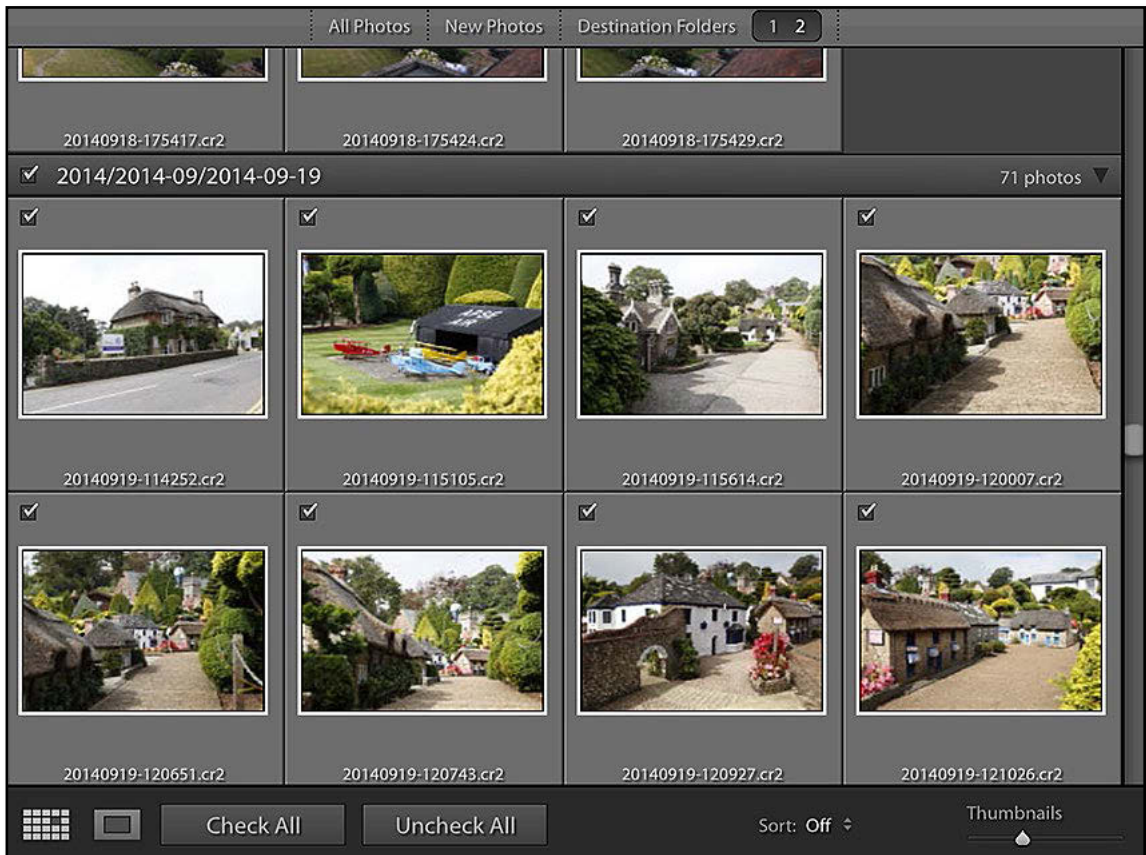 All Photos New Photos Destination Folders 1 2
20140918-175417.cr2 20140918-175424.cr2 20140918-175429.cr2
2014/2014-09/2014-09-19 71 photos
APSE
AIR
20140919-114252.cr2 20140919-115105.cr2 20140919-115614.cr2 20140919-120007.cr2
20140919-120651.cr2 20140919-120743.cr2 20140919-120927.cr2 20140919-121026.cr2
Check All Uncheck All Sort: Off Thumbnails